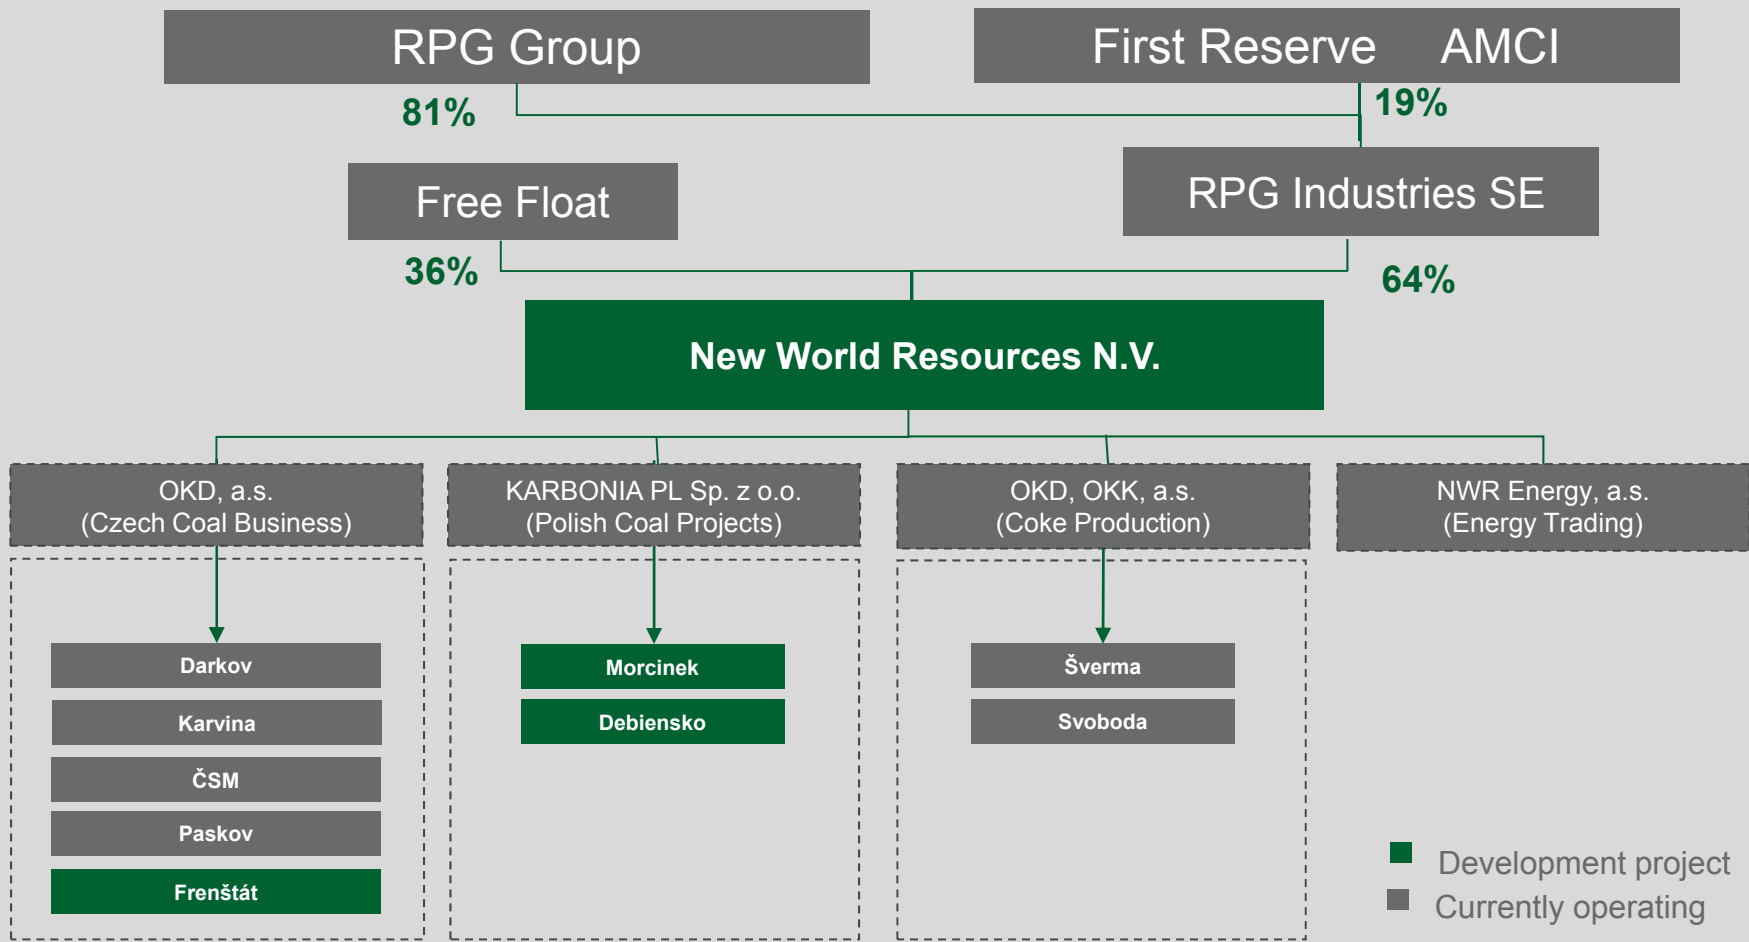 RPG Group
First Reserve AMCI
81%
19%
Free Float
RPG Industries SE
36%
64%
New World Resources N.V.
OKD, a.s.
(Czech Coal Business)
KARBONIA PL Sp. z o.o.
(Polish Coal Projects)
OKD, OKK, a.s.
(Coke Production)
NWR Energy, a.s.
(Energy Trading)
Darkov
Karvina
ČSM
Paskov
Frenštát
Morcinek
Debiensko
Šverma
Svoboda
Development project
Currently operating